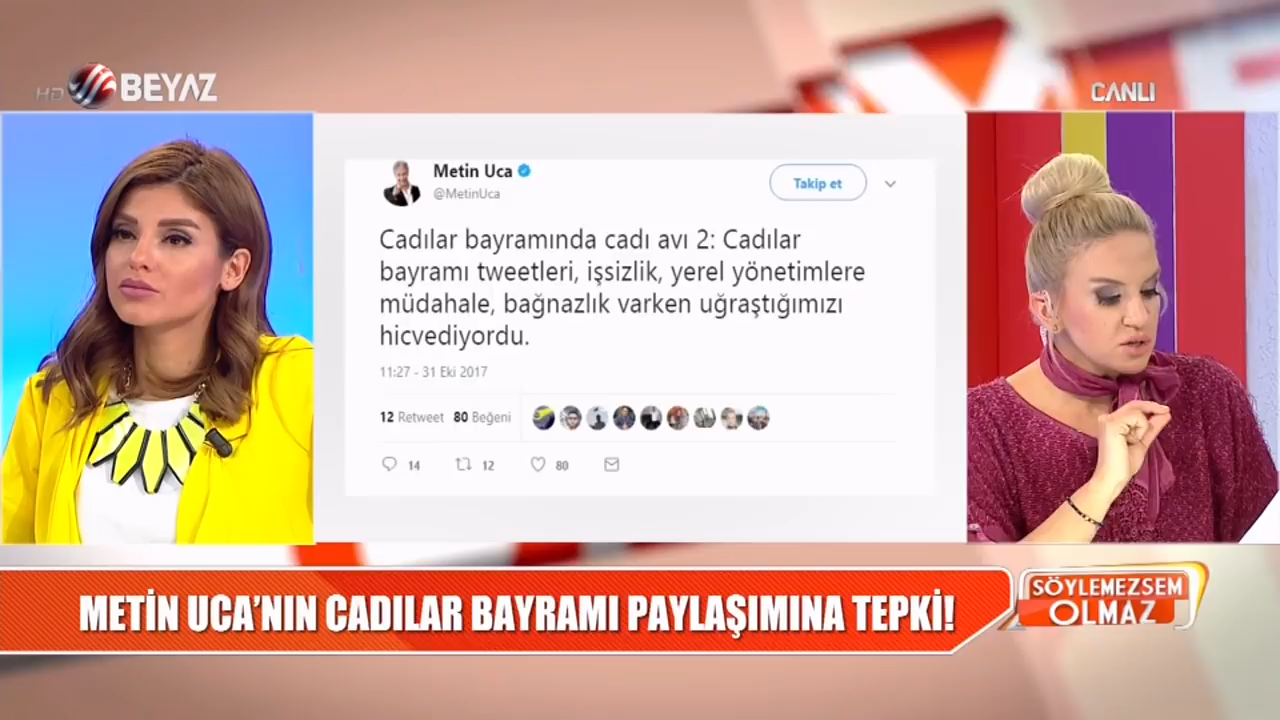 HD BEYAZ
CANLI
Metin Uca
@MetinUca
Takip et
Cadılar bayramında cadı avı 2: Cadılar
bayramı tweetleri, işsizlik, yerel yönetimlere
müdahale, bağnazlık varken uğraştığımızı
hicvediyordu.
11:27 - 31 Eki 2017
12 Retweet 80 Beğeni
14 12 80
METİN UCA'NIN CADILAR BAYRAMI PAYLAŞIMINA TEPKİ!
SÖYLEMEZSEM
OLMAZ